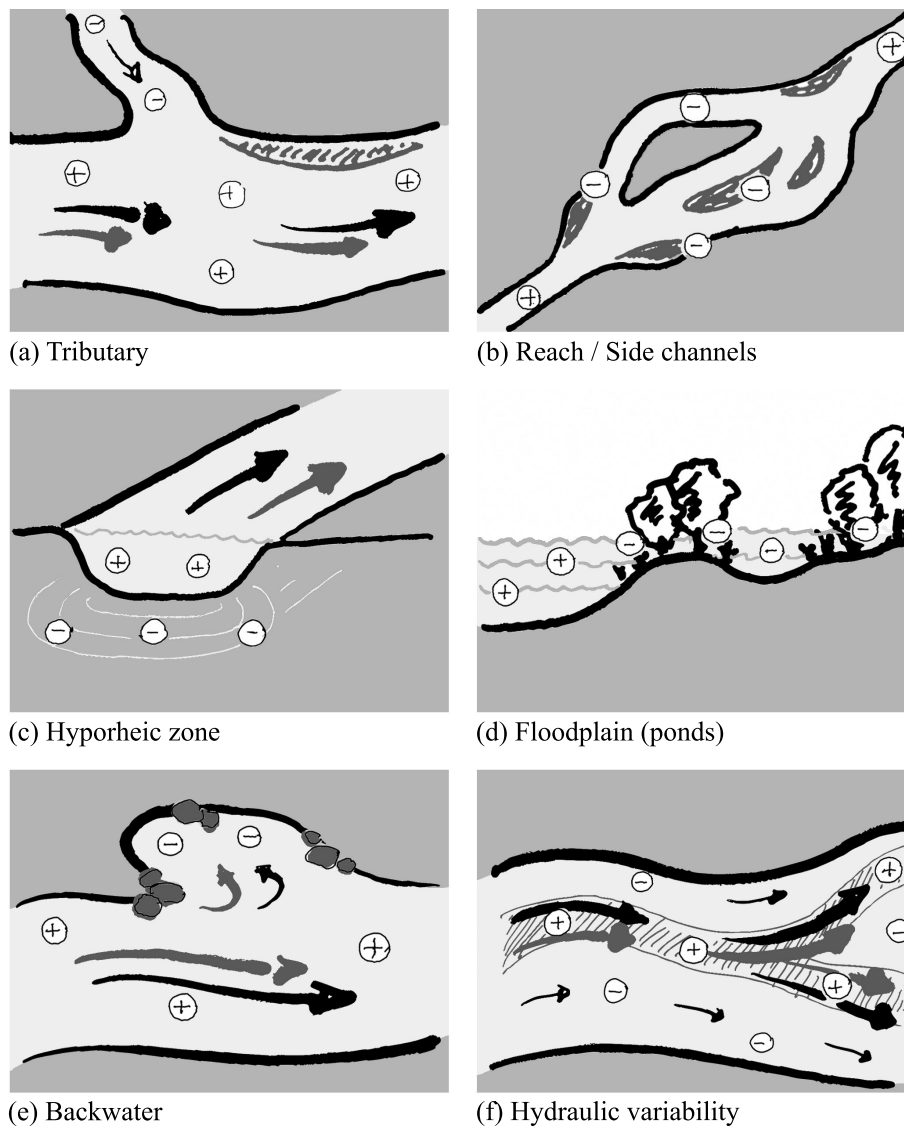 (a) Tributary
(b) Reach / Side channels
(c) Hyporheic zone
(d) Floodplain (ponds)
(e) Backwater
(f) Hydraulic variability